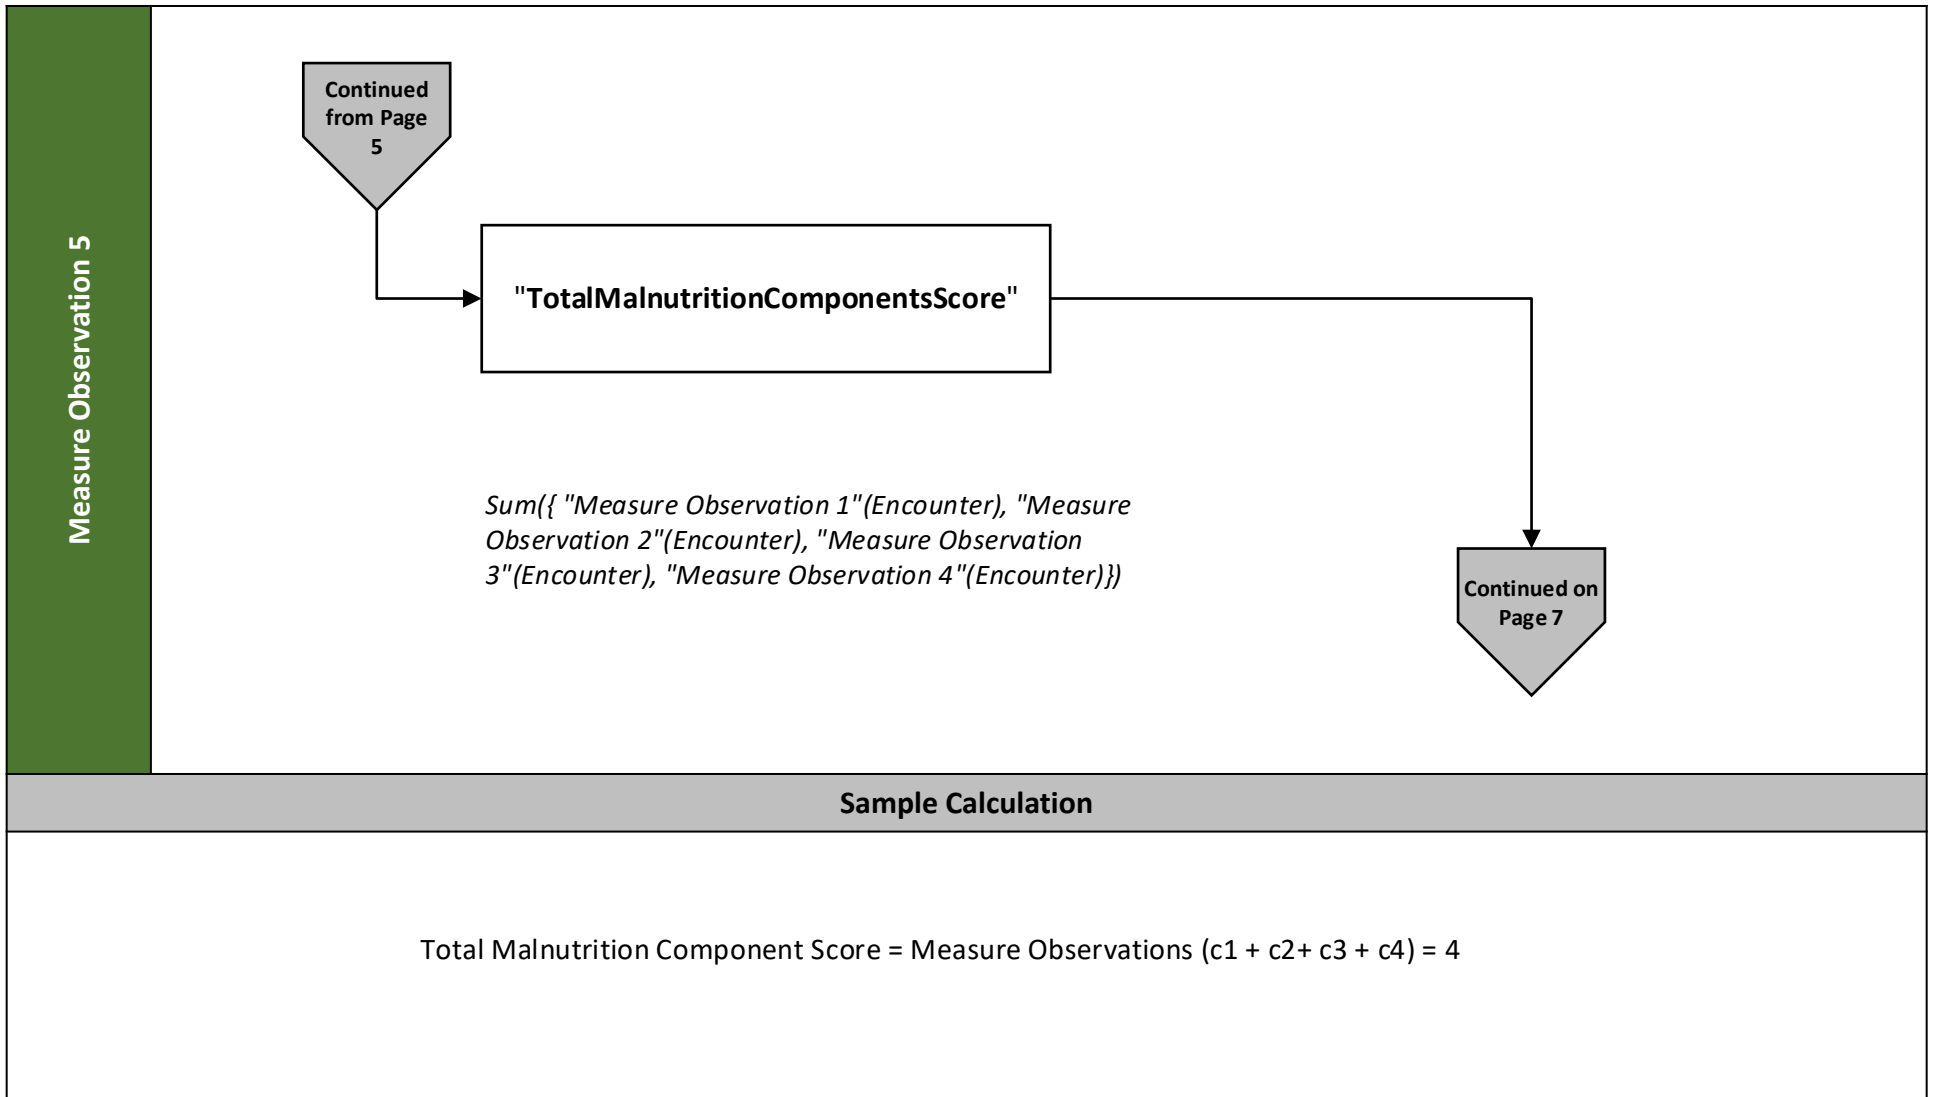 Measure Observation 5
Continued
from Page
5
"TotalMalnutritionComponentsScore"
Sum({ "Measure Observation 1"(Encounter), "Measure
Observation 2"(Encounter), "Measure Observation
3"(Encounter), "Measure Observation 4"(Encounter)})
Continued on
Page 7
Sample Calculation
Total Malnutrition Component Score = Measure Observations (c1 + c2+ c3 + c4) = 4